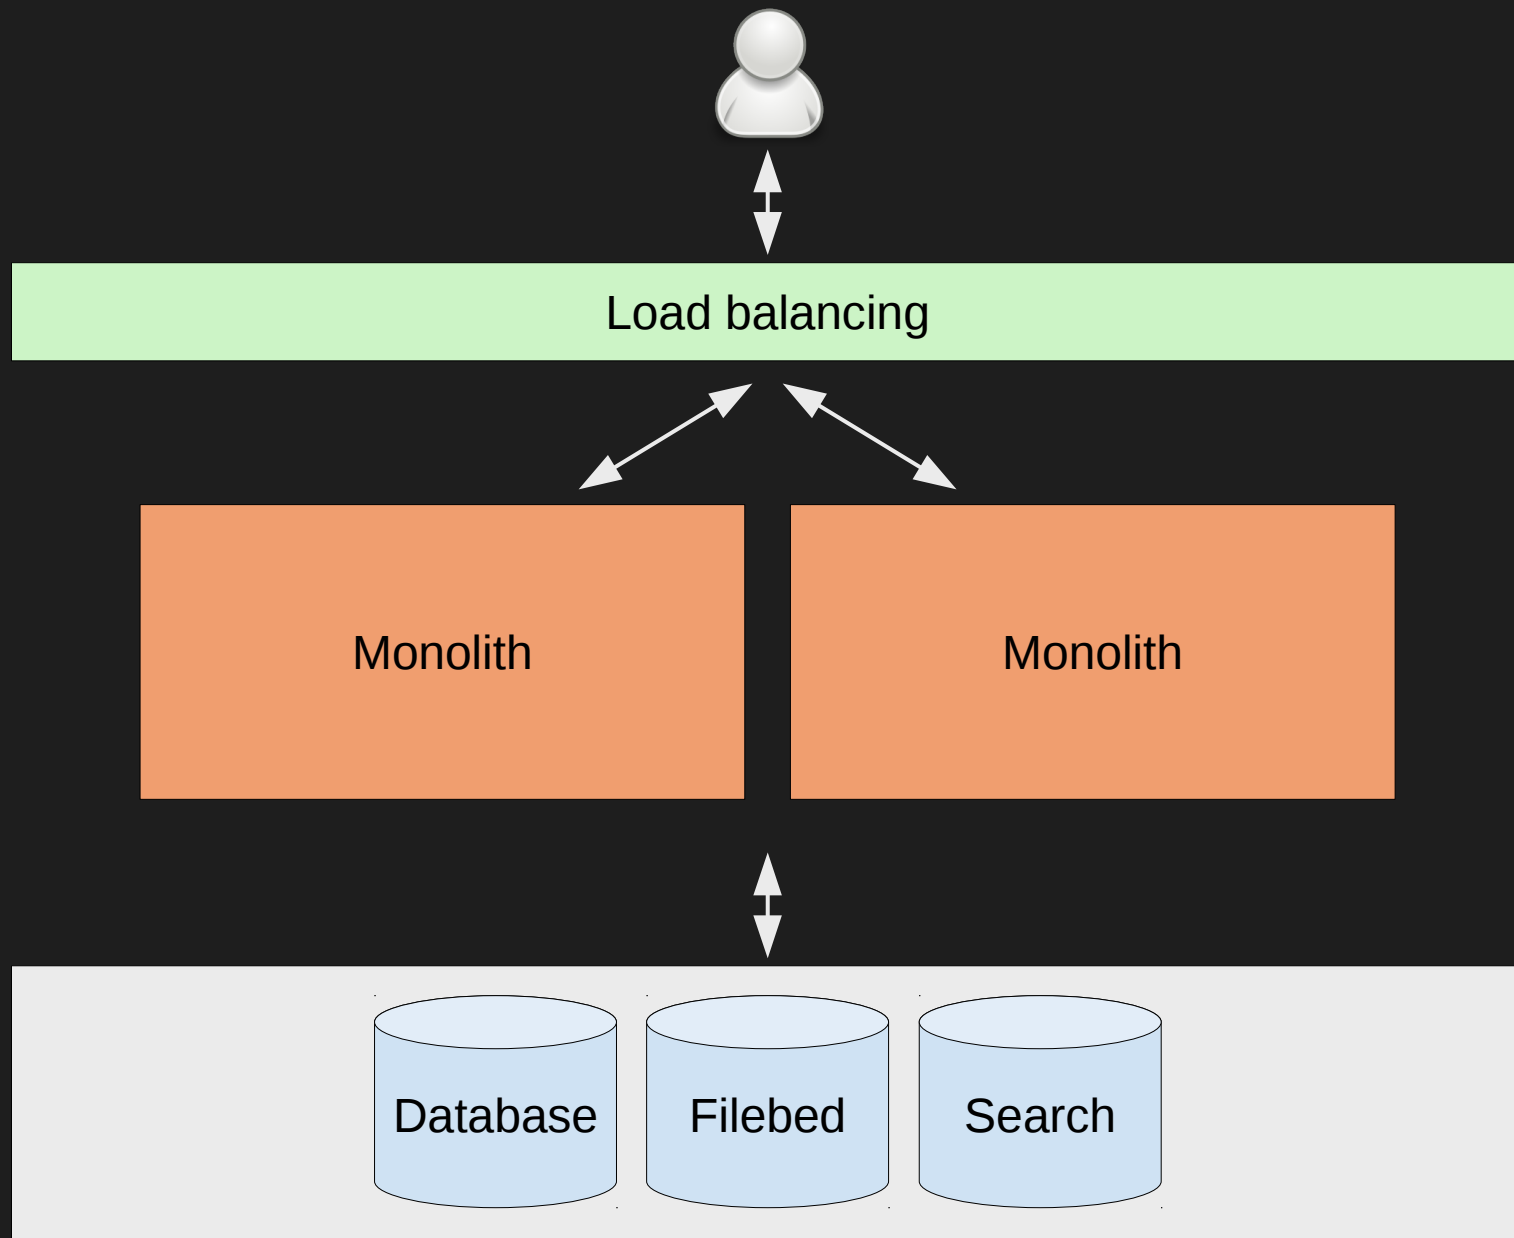 Load balancing
Monolith
Monolith
Database
Filebed
Search